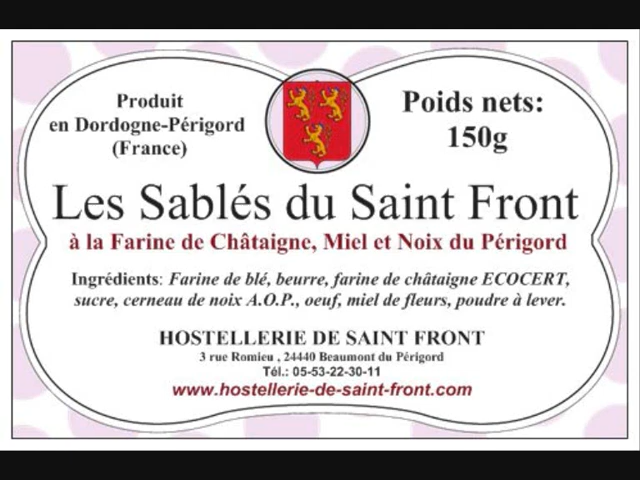 Produit
en Dordogne-Périgord
(France)
Poids nets:
150g
Les Sablés du Saint Front
à la Farine de Châtaigne, Miel et Noix du Périgord
Ingrédients: Farine de blé, beurre, farine de châtaigne ECOCERT,
sucre, cerneau de noix A.O.P., oeuf, miel de fleurs, poudre à lever.
HOSTELLERIE DE SAINT FRONT
3 rue Romieu , 24440 Beaumont du Périgord
Tél.: 05-53-22-30-11
www.hostellerie-de-saint-front.com